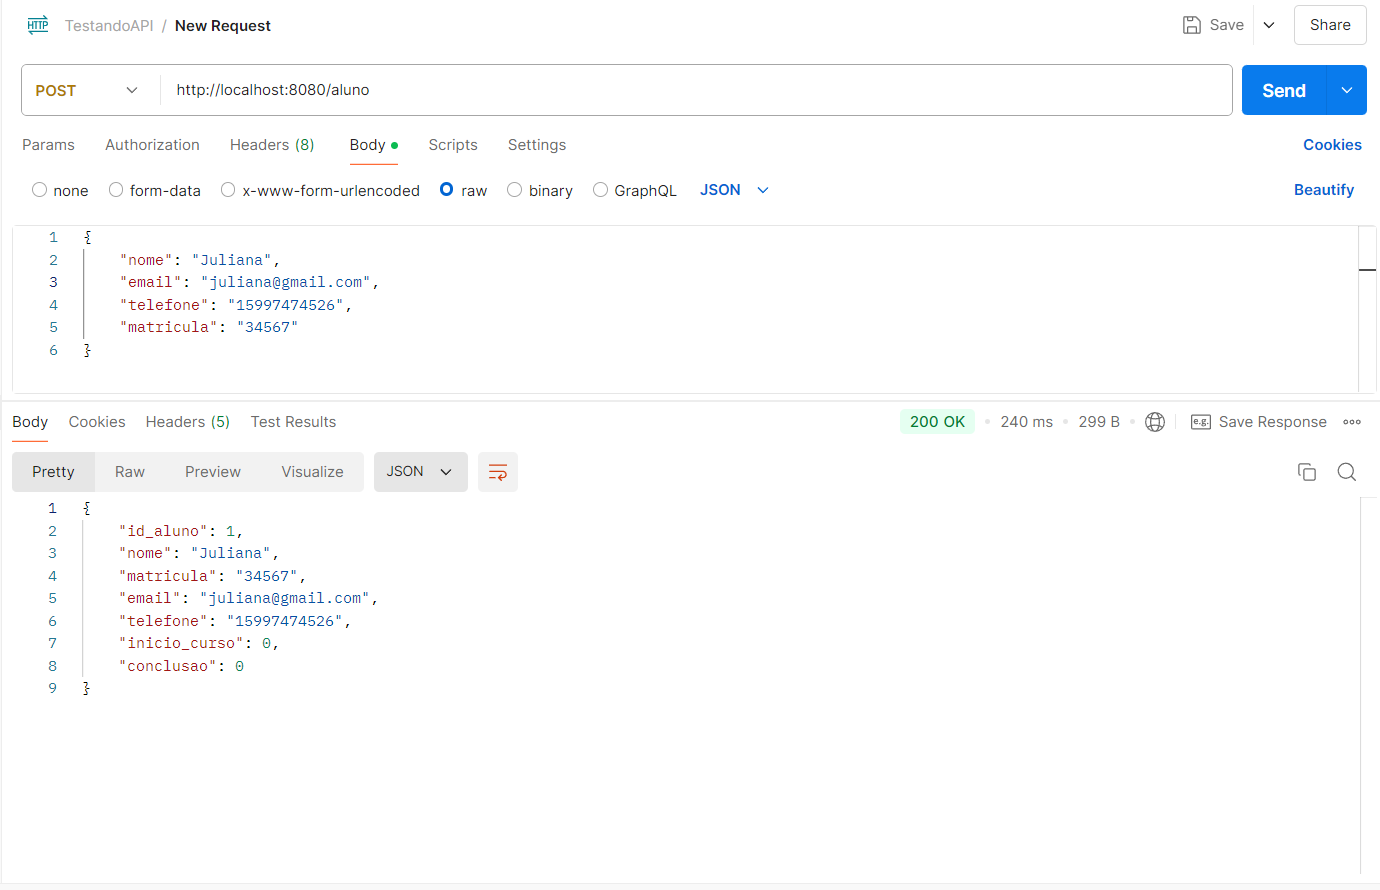 HTTP TestandoAPI / New Request Save Share
POST http://localhost:8080/aluno Send
Params Authorization Headers (8) Body Scripts Settings Cookies
none form-data x-www-form-urlencoded raw binary GraphQL JSON Beautify
1 {
2 "nome": "Juliana",
3 "email": "juliana@gmail.com",
4 "telefone": "15997474526",
5 "matricula": "34567"
6 }
Body Cookies Headers (5) Test Results 200 OK • 240 ms • 299 B • e.g. Save Response
Pretty Raw Preview Visualize JSON
1 {
2 "id_aluno": 1,
3 "nome": "Juliana",
4 "matricula": "34567",
5 "email": "juliana@gmail.com",
6 "telefone": "15997474526",
7 "inicio_curso": 0,
8 "conclusao": 0
9 }